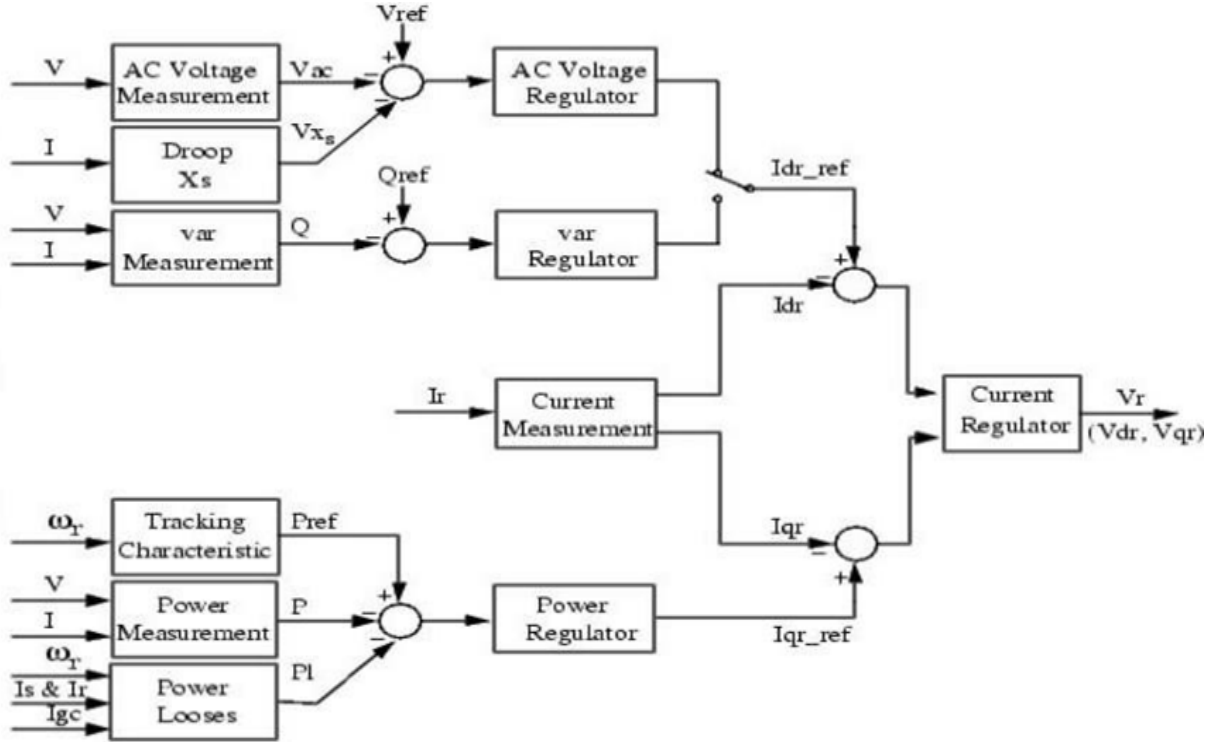 Vref
V
AC Voltage
Measurement
Vac
+
−
−
AC Voltage
Regulator
I
Droop
Xs
Vxs
Qref
Idr_ref
V
I
var
Measurement
Q
+
−
var
Regulator
+
−
Idr
Ir
Current
Measurement
Current
Regulator
Vr
(Vdr, Vqr)
ωr
Tracking
Characteristic
Pref
Iqr
−
+
V
I
Power
Measurement
P
+
−
−
Power
Regulator
Iqr_ref
ωr
Is & Ir
Igc
Power
Looses
Pl